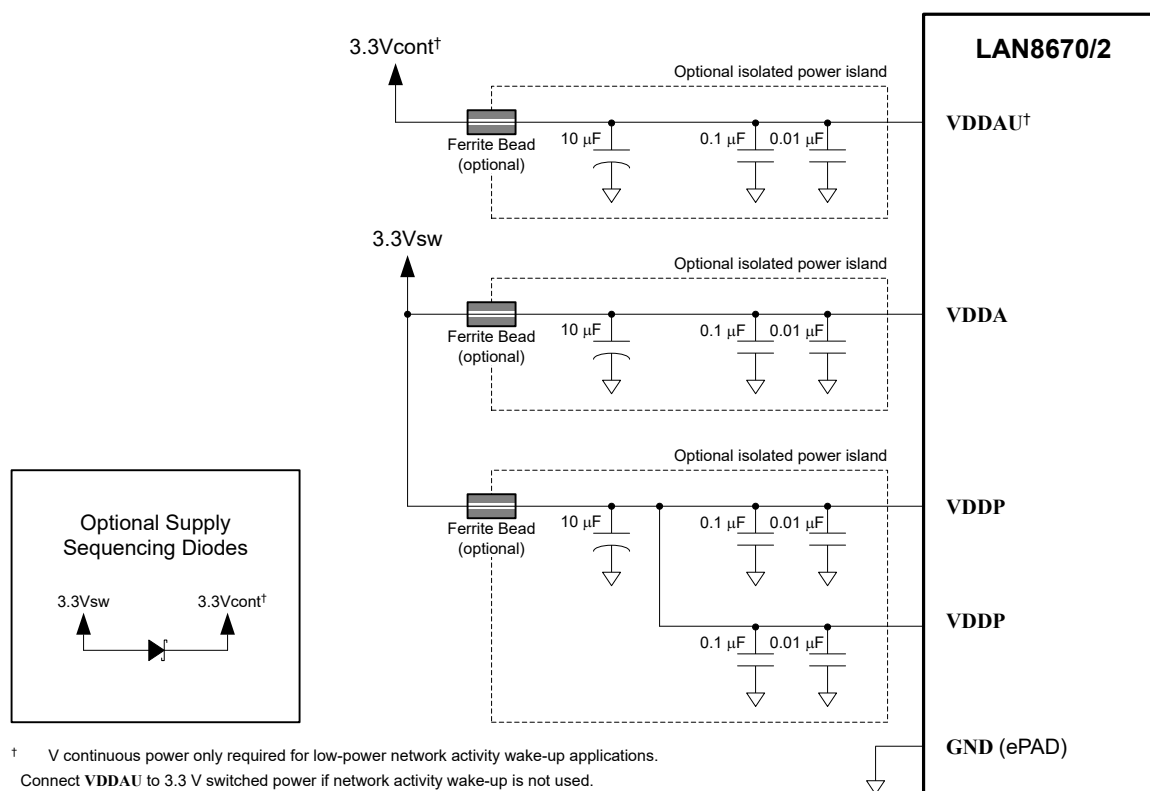 LAN8670/2
3.3Vcont†
Optional isolated power island
VDDAU†
Ferrite Bead
(optional)
10 μF
0.1 μF
0.01 μF
3.3Vsw
Optional isolated power island
VDDA
Ferrite Bead
(optional)
10 μF
0.1 μF
0.01 μF
Optional isolated power island
VDDP
Ferrite Bead
(optional)
10 μF
0.1 μF
0.01 μF
VDDP
0.1 μF
0.01 μF
Optional Supply
Sequencing Diodes
3.3Vsw
3.3Vcont†
GND (ePAD)
† V continuous power only required for low-power network activity wake-up applications.
Connect VDDAU to 3.3 V switched power if network activity wake-up is not used.